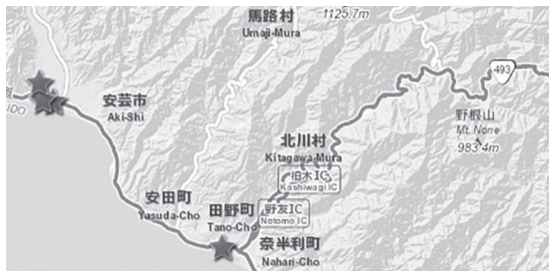 馬路村
Umaji-Mura
1125.7m
493
安芸市
Aki-Shi
IDO
野根山
Mt. None
983.4m
北川村
Kitagawa-Mura
柏木IC
Kashiwagi IC
安田町
Yasuda-Cho
田野町
Tano-Cho
野友IC
Notomo IC
奈半利町
Nahari-Cho